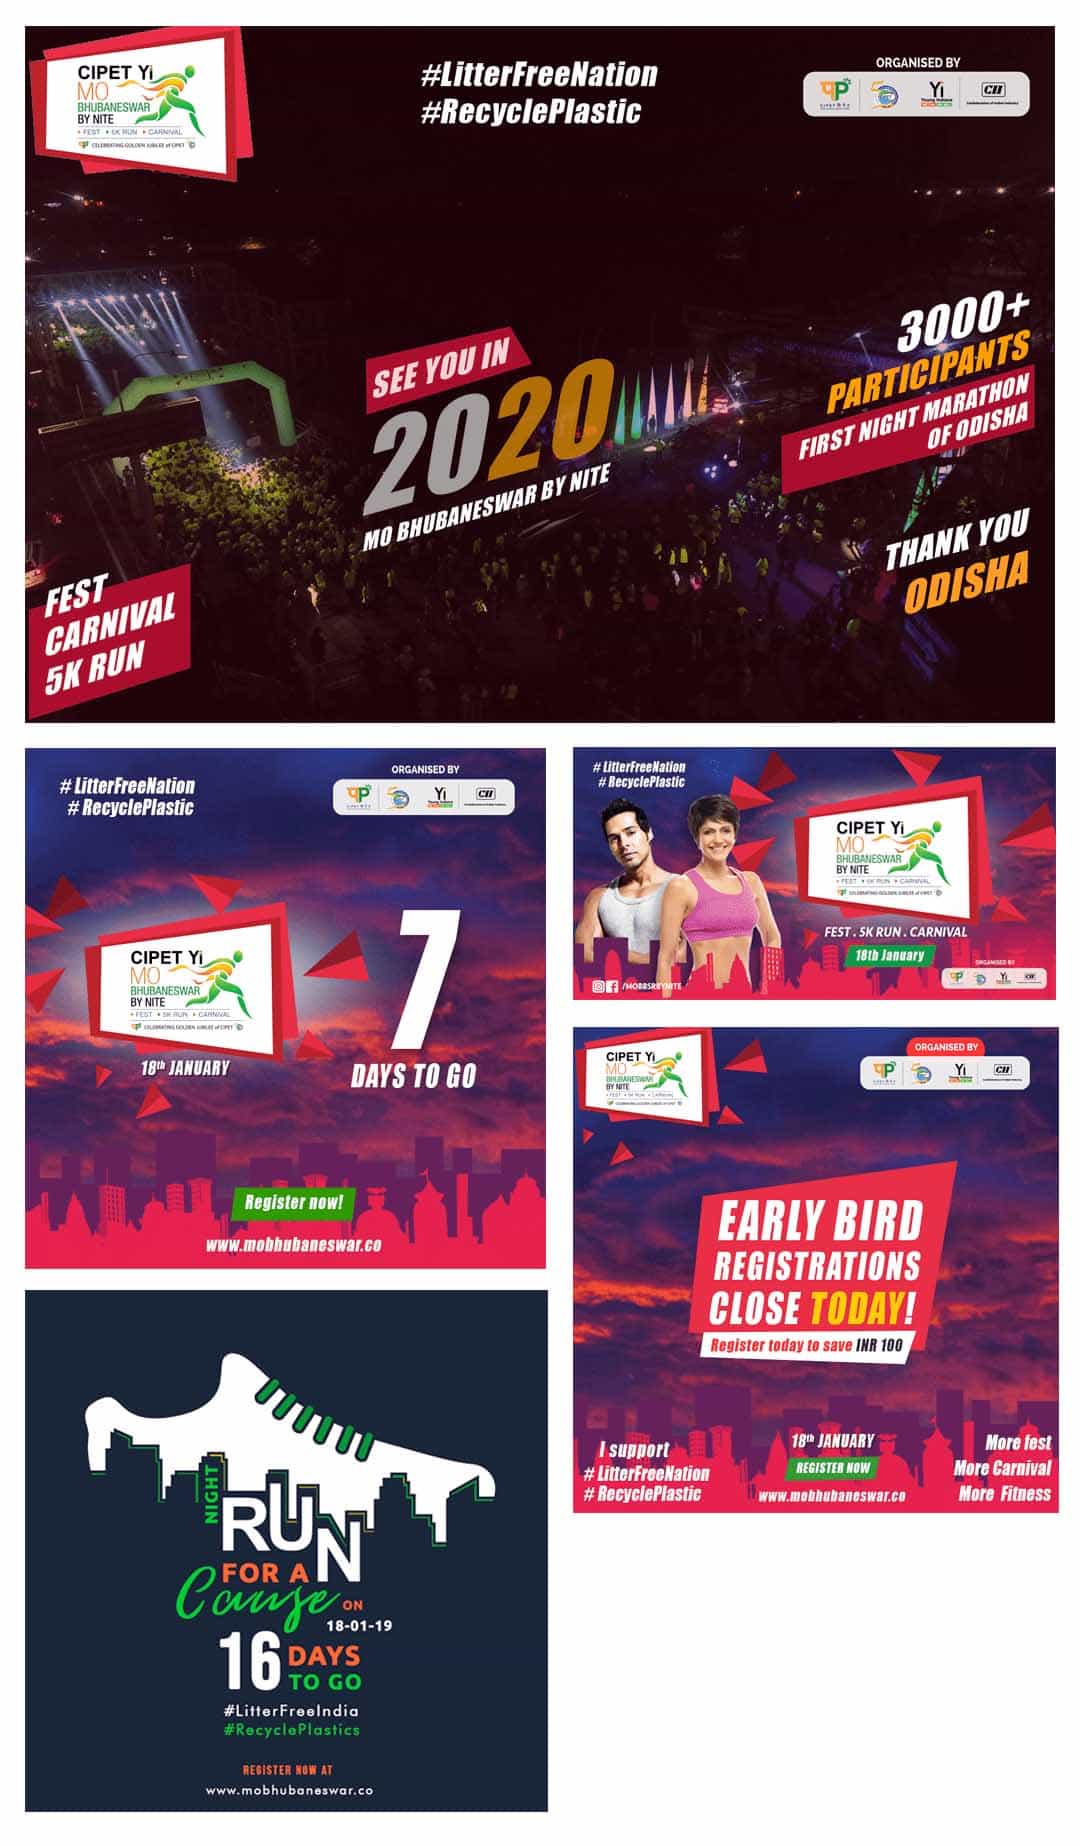 CIPET Yi
MO
BHUBANESWAR
BY NITE
FEST 5K RUN CARNIVAL
CELEBRATING GOLDEN JUBILEE of CIPET
#LitterFreeNation
#RecyclePlastic
ORGANISED BY
Yi
CII
SEE YOU IN
2020
MO BHUBANESWAR BY NITE
3000+
PARTICIPANTS
FIRST NIGHT MARATHON
OF ODISHA
THANK YOU
ODISHA
FEST
CARNIVAL
5K RUN
# LitterFreeNation
# RecyclePlastic
ORGANISED BY
Yi
CII
CIPET Yi
MO
BHUBANESWAR
BY NITE
FEST 5K RUN CARNIVAL
CELEBRATING GOLDEN JUBILEE of CIPET
18th JANUARY
7
DAYS TO GO
Register now!
www.mobhubaneswar.co
# LitterFreeNation
# RecyclePlastic
CIPET Yi
MO
BHUBANESWAR
BY NITE
FEST 5K RUN CARNIVAL
CELEBRATING GOLDEN JUBILEE of CIPET
FEST . 5K RUN . CARNIVAL
18th January
ORGANISED BY
/MOBBSRBYNITE
CIPET Yi
MO
BHUBANESWAR
BY NITE
FEST 5K RUN CARNIVAL
CELEBRATING GOLDEN JUBILEE of CIPET
ORGANISED BY
Yi
CII
EARLY BIRD
REGISTRATIONS
CLOSE TODAY!
Register today to save INR 100
I support
# LitterFreeNation
# RecyclePlastic
18th JANUARY
REGISTER NOW
www.mobhubaneswar.co
More fest
More Carnival
More Fitness
NIGHT
RUN
FOR A
Cause ON
18-01-19
16 DAYS
TO GO
#LitterFreeIndia
#RecyclePlastics
REGISTER NOW AT
www.mobhubaneswar.co